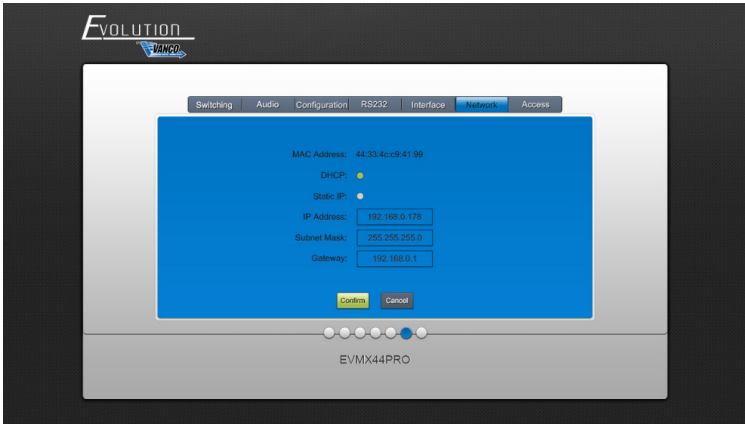 EVOLUTION
VANCO
Switching Audio Configuration RS232 Interface Network Access
MAC Address: 44:33:4c:c9:41:99
DHCP:
Static IP:
IP Address: 192.168.0.178
Subnet Mask: 255.255.255.0
Gateway: 192.168.0.1
Confirm Cancel
EVMX44PRO